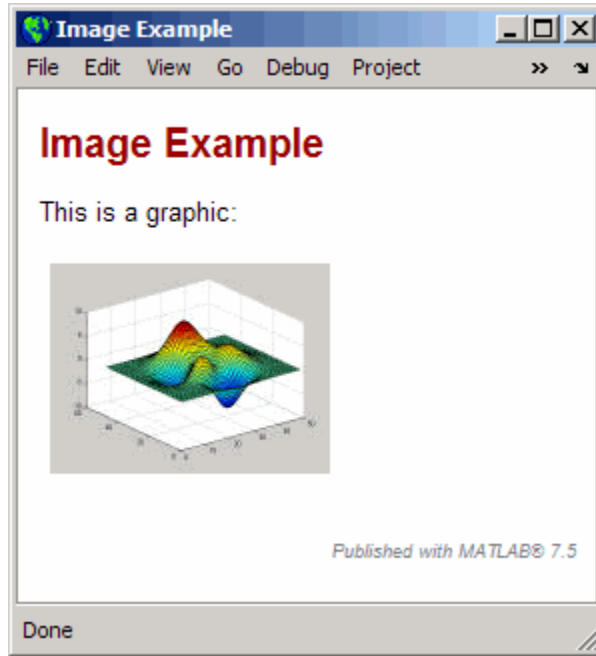 Image Example
File Edit View Go Debug Project »
Image Example
This is a graphic:
Published with MATLAB® 7.5
Done